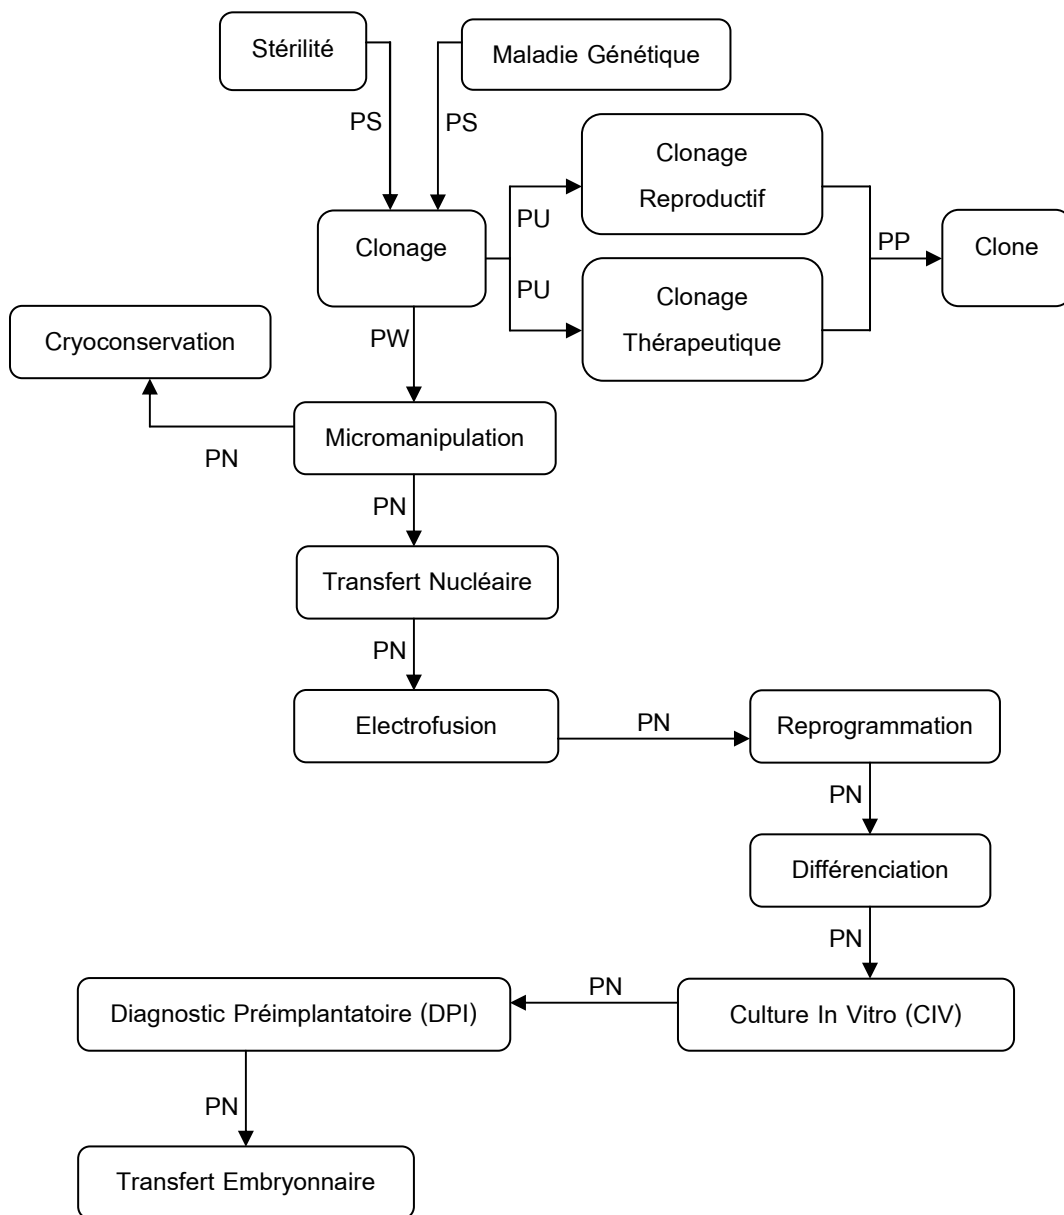 Stérilité
Maladie Génétique
PS
PS
Clonage
Reproductif
PU
PP
Clone
Clonage
PU
Clonage
Thérapeutique
Cryoconservation
PW
Micromanipulation
PN
PN
Transfert Nucléaire
PN
Electrofusion
PN
Reprogrammation
PN
Différenciation
PN
Diagnostic Préimplantatoire (DPI)
PN
Culture In Vitro (CIV)
PN
Transfert Embryonnaire